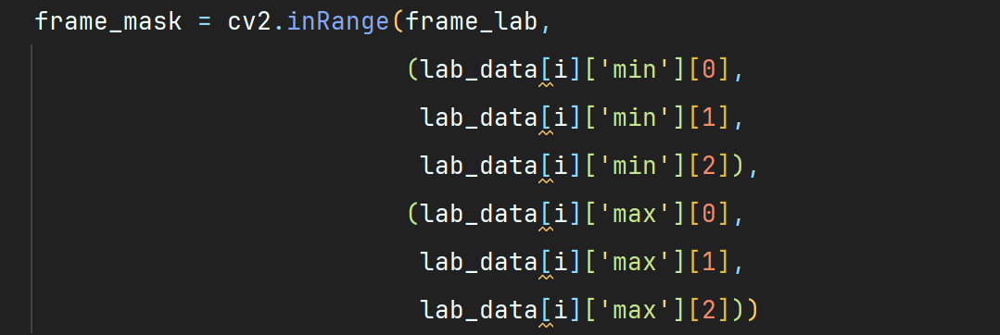 frame_mask = cv2.inRange(frame_lab,
(lab_data[i]['min'][0],
lab_data[i]['min'][1],
lab_data[i]['min'][2]),
(lab_data[i]['max'][0],
lab_data[i]['max'][1],
lab_data[i]['max'][2]))